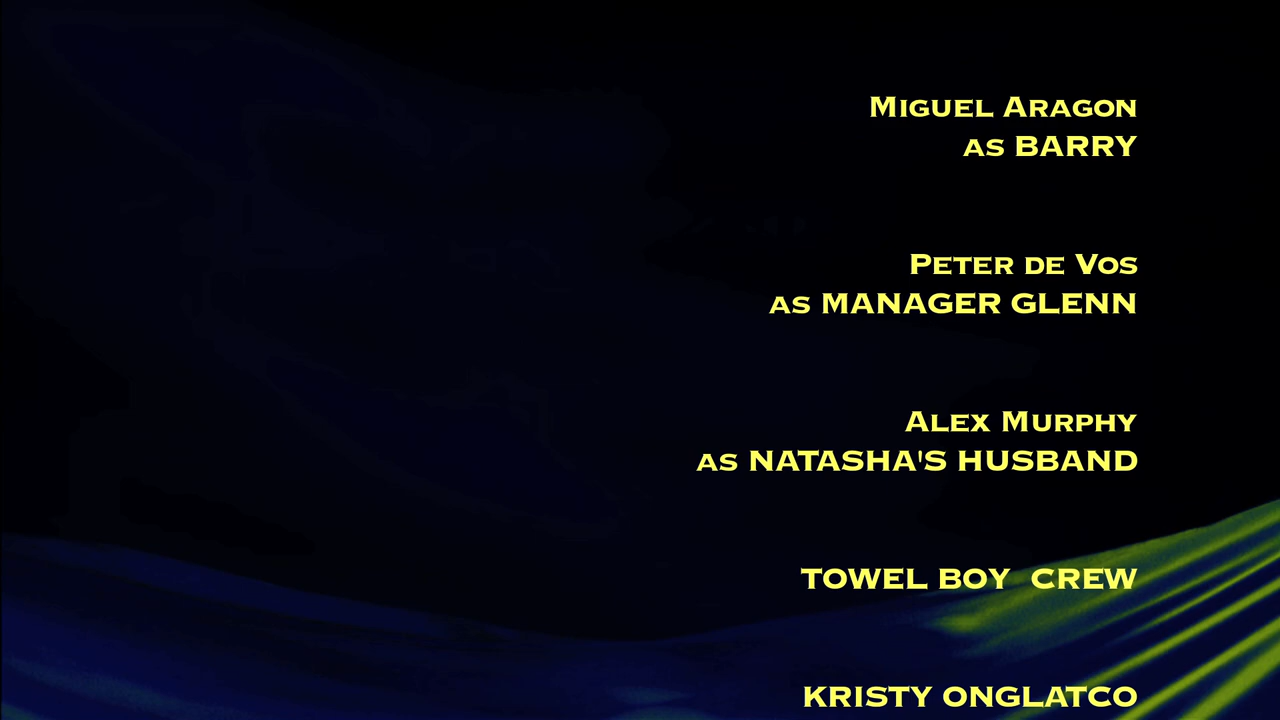 Miguel Aragon
as BARRY
Peter de Vos
as MANAGER GLENN
Alex Murphy
as NATASHA'S HUSBAND
TOWEL BOY CREW
KRISTY ONGLATCO